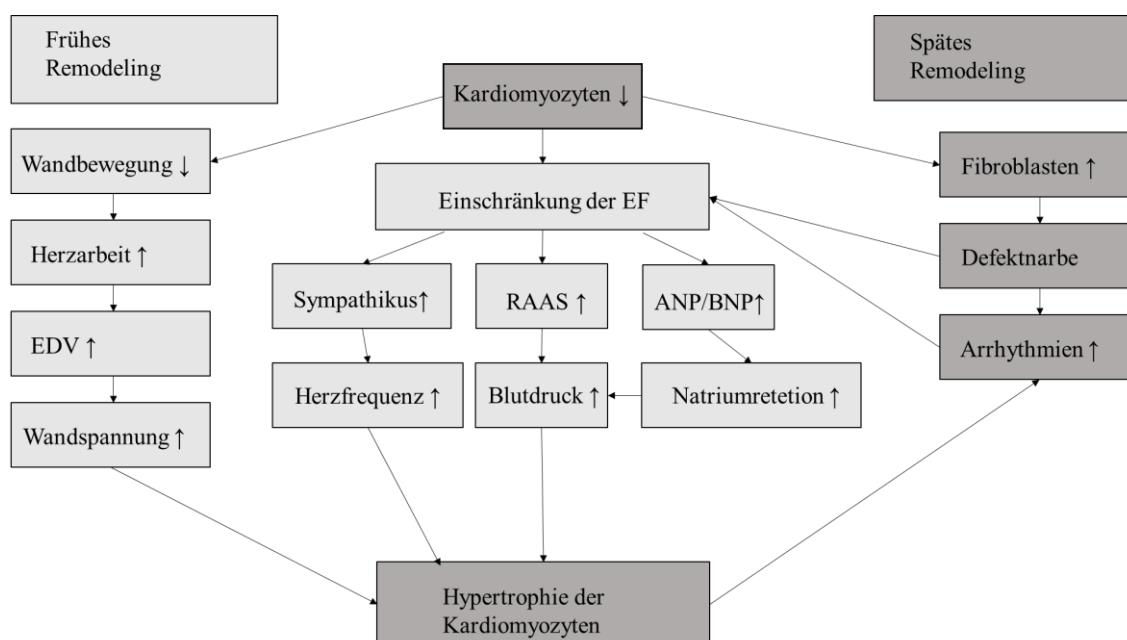 Frühes
Remodeling
Spätes
Remodeling
Kardiomyozyten ↓
Wandbewegung ↓
Einschränkung der EF
Fibroblasten ↑
Herzarbeit ↑
Defektnarbe
Sympathikus↑
RAAS ↑
ANP/BNP↑
EDV ↑
Arrhythmien ↑
Herzfrequenz ↑
Blutdruck ↑
Natriumretetion ↑
Wandspannung ↑
Hypertrophie der
Kardiomyozyten